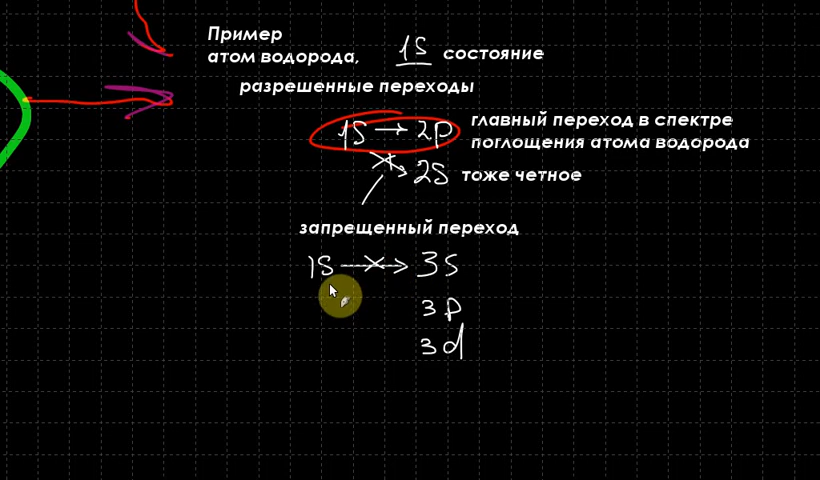 Пример
атом водорода, 1S состояние
разрешенные переходы
1S → 2p главный переход в спектре
поглощения атома водорода
2S тоже четное
запрещенный переход
1S → 3S
3p
3d